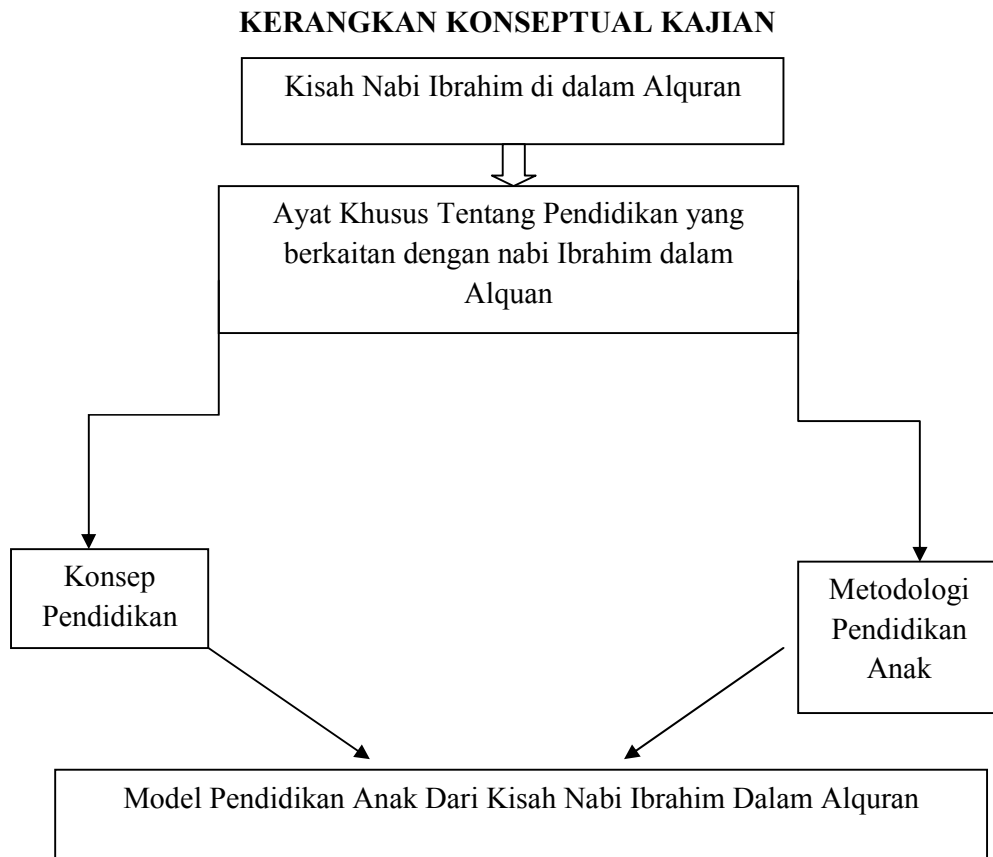 KERANGKAN KONSEPTUAL KAJIAN
Kisah Nabi Ibrahim di dalam Alquran
Ayat Khusus Tentang Pendidikan yang
berkaitan dengan nabi Ibrahim dalam
Alquan
Konsep
Pendidikan
Metodologi
Pendidikan
Anak
Model Pendidikan Anak Dari Kisah Nabi Ibrahim Dalam Alquran